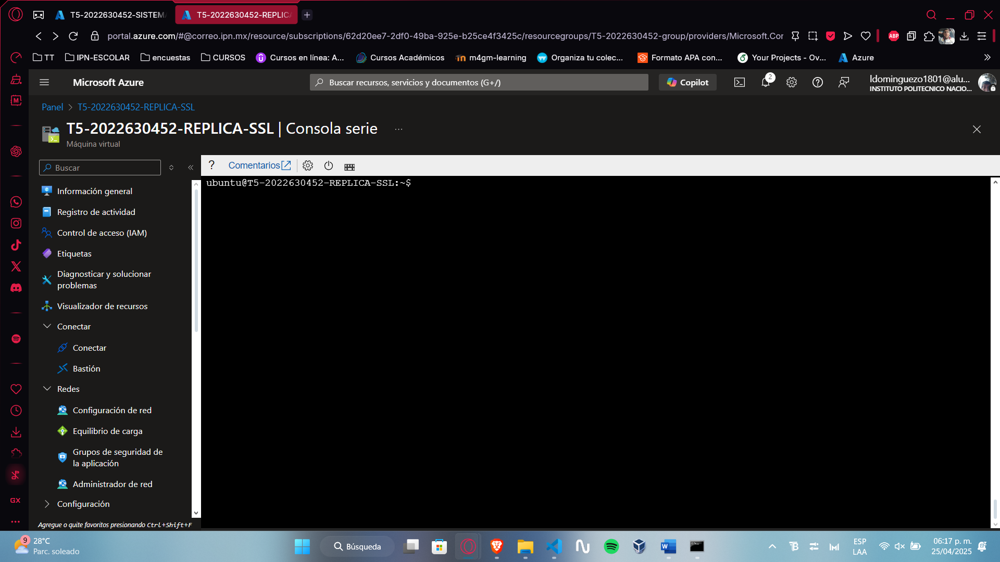 T5-2022630452-SISTEMA
T5-2022630452-REPLIC
portal.azure.com/#@correo.ipn.mx/resource/subscriptions/62d20ee7-2df0-49ba-925e-b25ce4f3425c/resourcegroups/T5-2022630452-group/providers/Microsoft.Cor
ABP
TT
IPN-ESCOLAR
encuestas
CURSOS
Cursos en línea: A...
Cursos Académicos
m4gm-learning
Organiza tu colec...
Formato APA con...
Your Projects - Ov...
Azure
Microsoft Azure
Buscar recursos, servicios y documentos (G+/)
Copilot
2
ldominguezo1801@alu...
INSTITUTO POLITECNICO NACIO...
Panel > T5-2022630452-REPLICA-SSL
T5-2022630452-REPLICA-SSL | Consola serie ...
Máquina virtual
Buscar
? Comentarios
ubuntu@T5-2022630452-REPLICA-SSL:~$
Información general
Registro de actividad
Control de acceso (IAM)
Etiquetas
Diagnosticar y solucionar
problemas
Visualizador de recursos
Conectar
Conectar
Bastión
Redes
Configuración de red
Equilibrio de carga
Grupos de seguridad de
la aplicación
Administrador de red
Configuración
Agregue o quite favoritos presionando Ctrl+Shift+F
GX
9
28°C
Parc. soleado
Búsqueda
ESP
LAA
06:17 p. m.
25/04/2025